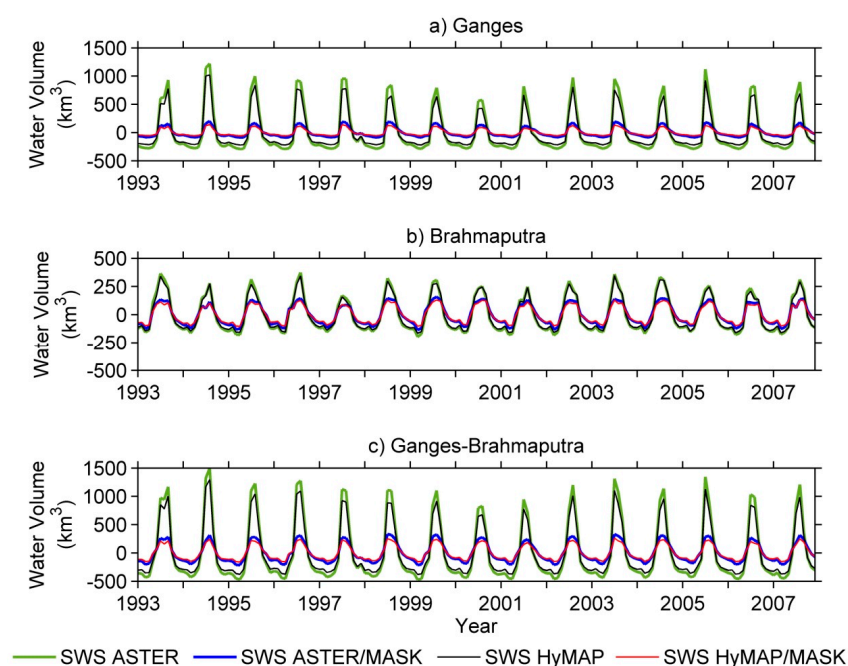 a) Ganges
1500
1000
500
0
-500
Water Volume
(km³)
1993 1995 1997 1999 2001 2003 2005 2007
b) Brahmaputra
500
250
0
-250
-500
Water Volume
(km³)
1993 1995 1997 1999 2001 2003 2005 2007
c) Ganges-Brahmaputra
1500
1000
500
0
-500
Water Volume
(km³)
1993 1995 1997 1999 2001 2003 2005 2007
Year
SWS ASTER SWS ASTER/MASK SWS HyMAP SWS HyMAP/MASK